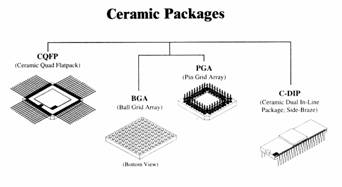 Ceramic Packages
CQFP
(Ceramic Quad Flatpack)
BGA
(Ball Grid Array)
(Bottom View)
PGA
(Pin Grid Array)
C-DIP
(Ceramic Dual In-Line
Package, Side-Braze)